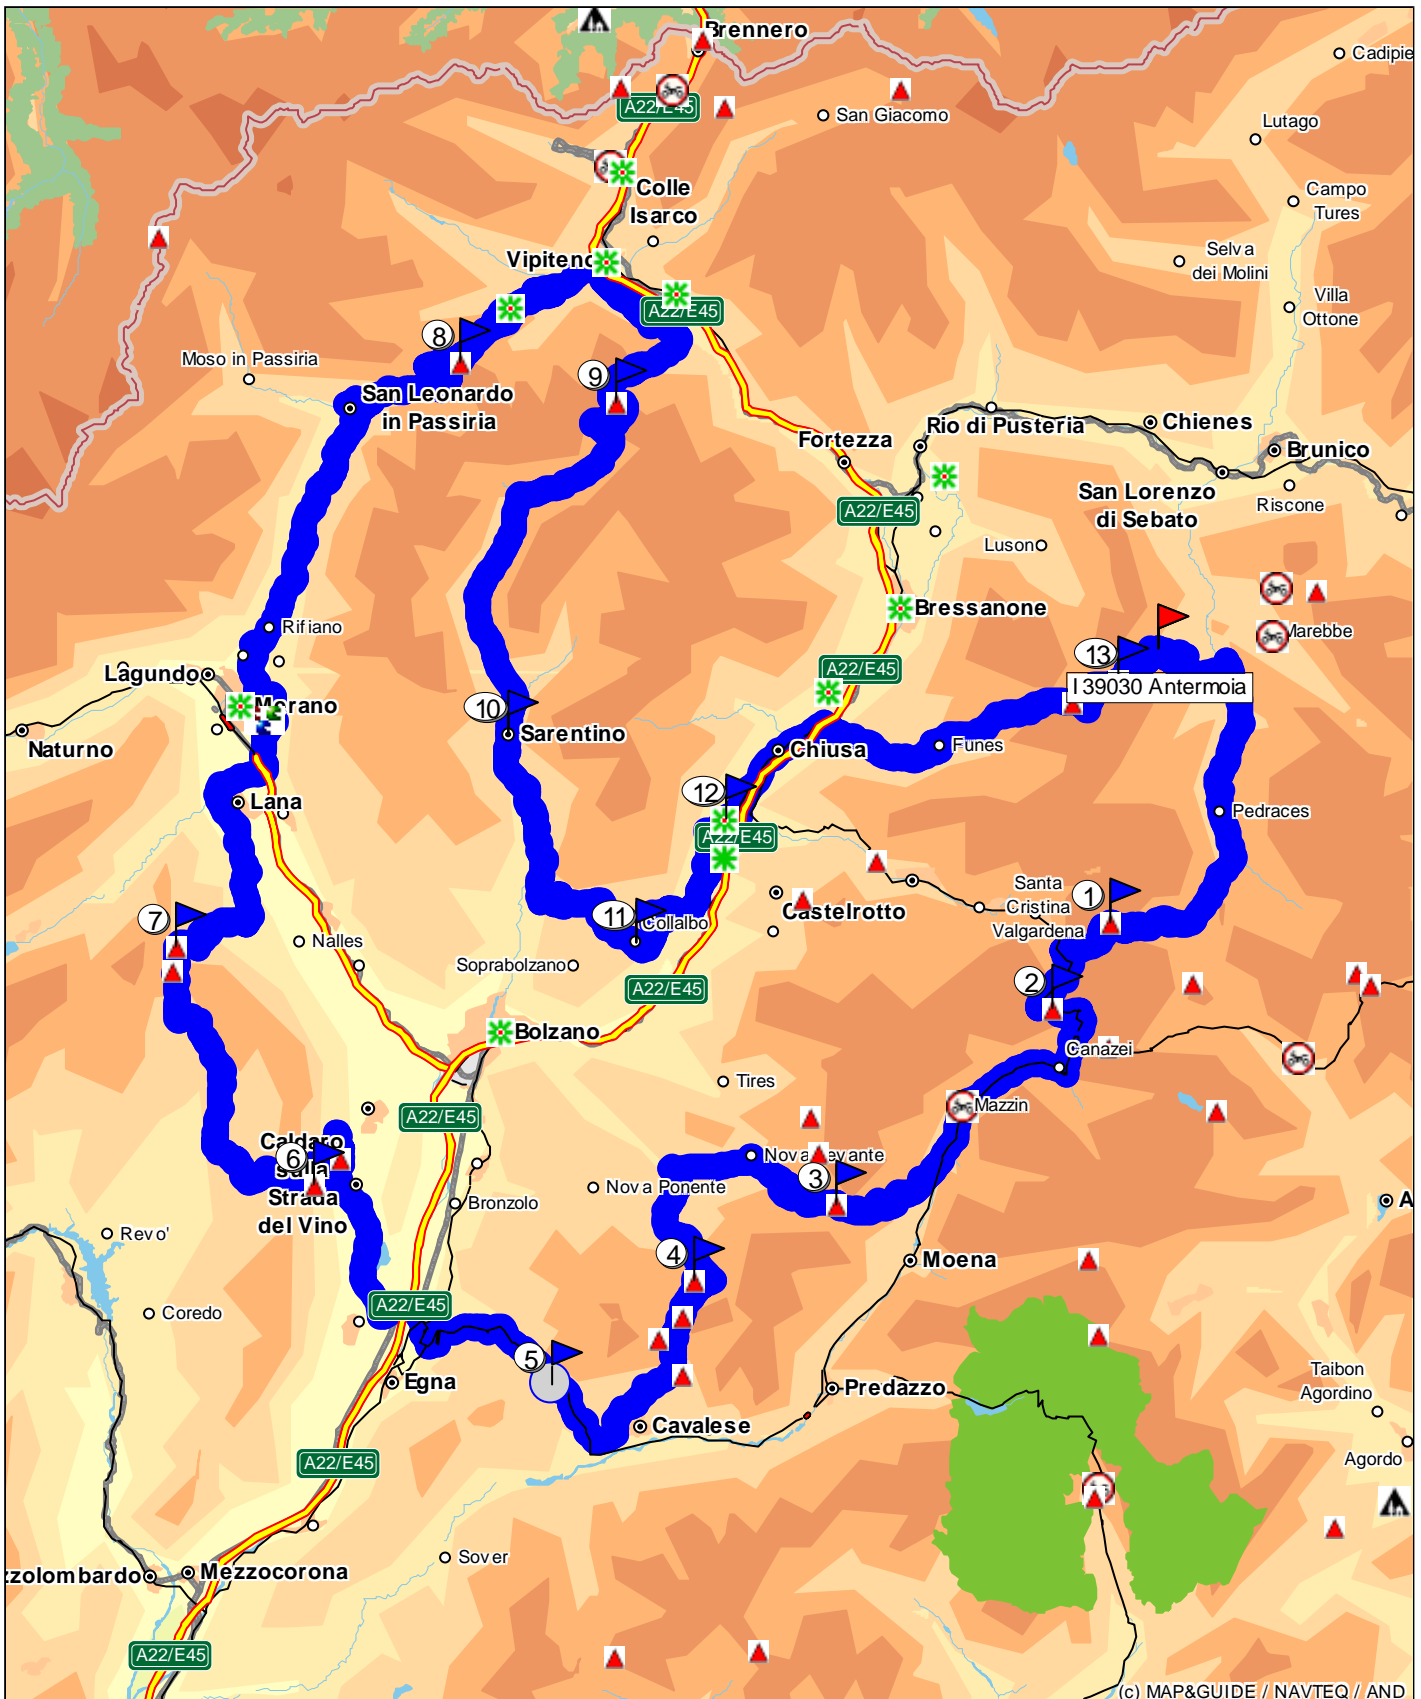 Brennero
Cadipie
A22/E45
San Giacomo
Lutago
Colle
Isarco
Campo
Tures
Vipiteno
Selva
dei Molini
A22/E45
Villa
Ottone
8
Moso in Passiria
9
San Leonardo
in Passiria
Rio di Pusteria
Chienes
Fortezza
Brunico
San Lorenzo
di Sebato
Riscone
A22/E45
Luson
Bressanone
Rifiano
Marebbe
13
Lagundo
A22/E45
I 39030 Antermoia
Merano
10
Sarentino
Naturno
Chiusa
Funes
12
Lana
Pedraces
A22/E45
Santa
Cristina
Valgardena
1
7
11
Collalbo
Castelrotto
Nalles
Soprabolzano
2
A22/E45
Bolzano
Canazei
Tires
Mazzin
A22/E45
Caldaro
sulla
Strada
del Vino
6
Nova Levante
3
Nova Ponente
Bronzolo
A
Revo'
4
Moena
A22/E45
Coredo
5
Taibon
Agordino
Egna
Predazzo
Cavalese
Agordo
A22/E45
Sover
zzolombardo
Mezzocorona
A22/E45
(c) MAP&GUIDE / NAVTEQ / AND